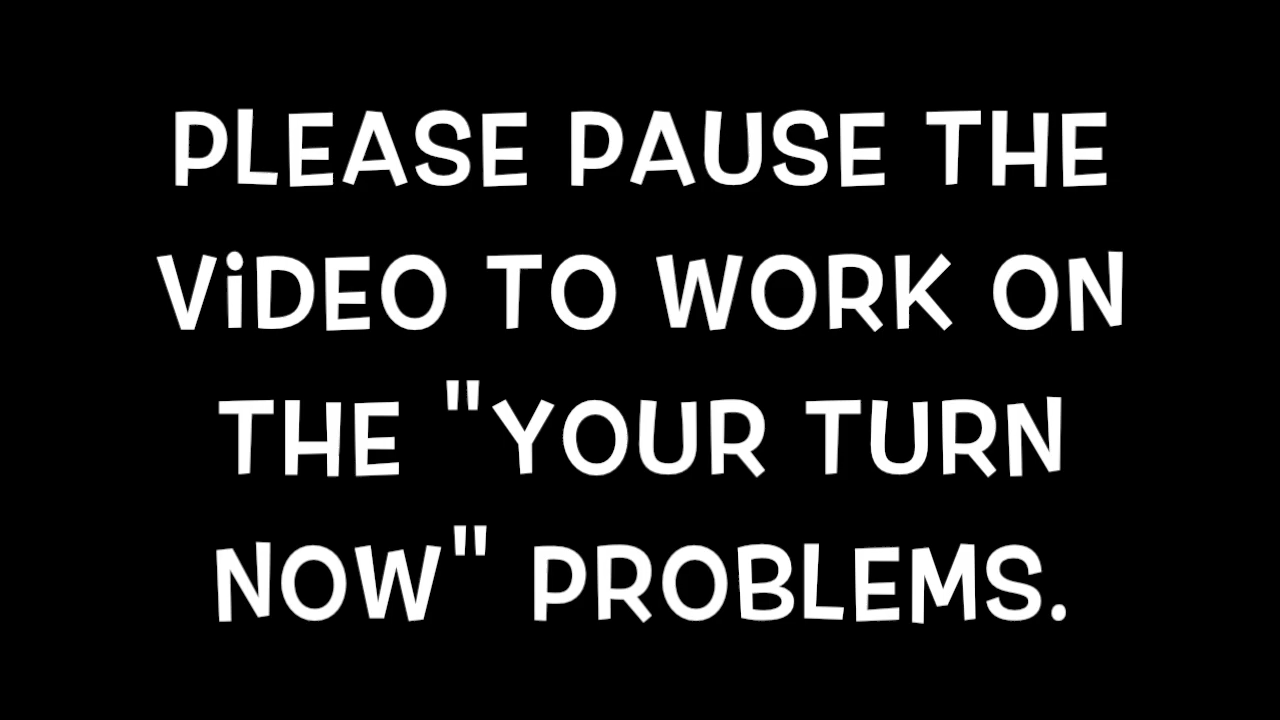 PLEASE PAUSE THE
ViDEO TO WORK ON
THE "YOUR TURN
NOW" PROBLEMS.